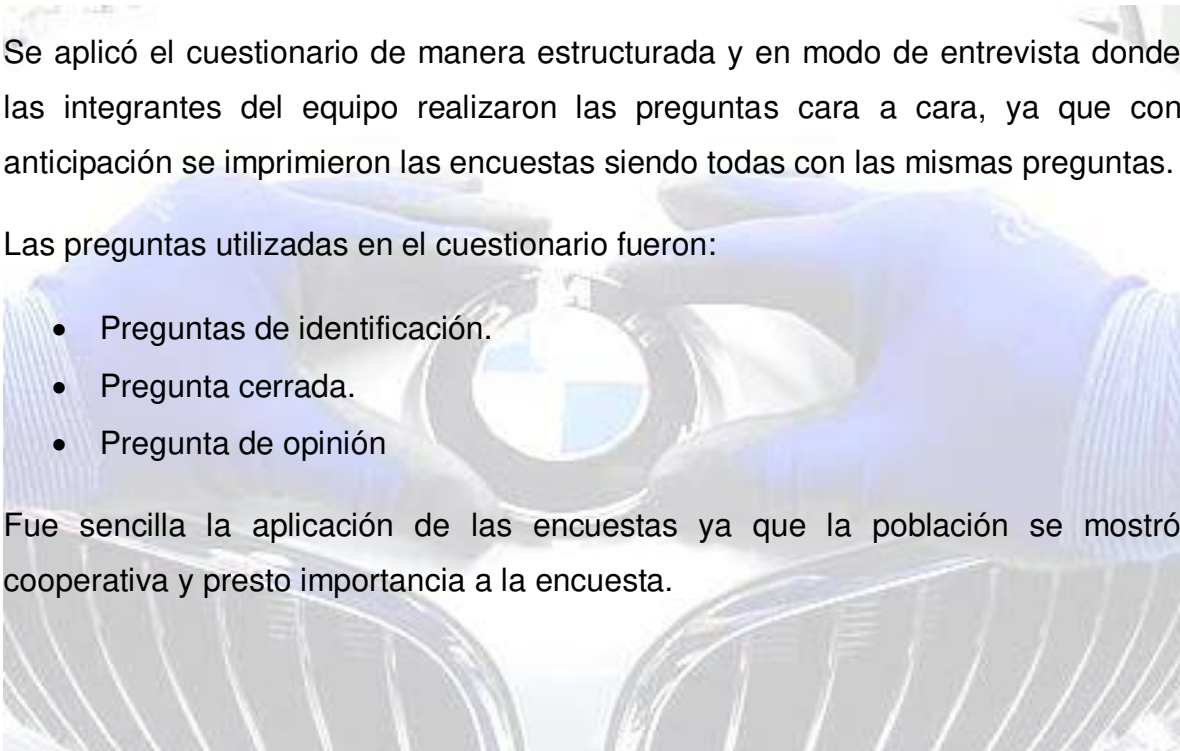 Se aplicó el cuestionario de manera estructurada y en modo de entrevista donde
las integrantes del equipo realizaron las preguntas cara a cara, ya que con
anticipación se imprimieron las encuestas siendo todas con las mismas preguntas.
Las preguntas utilizadas en el cuestionario fueron:
• Preguntas de identificación.
• Pregunta cerrada.
• Pregunta de opinión
Fue sencilla la aplicación de las encuestas ya que la población se mostró
cooperativa y presto importancia a la encuesta.